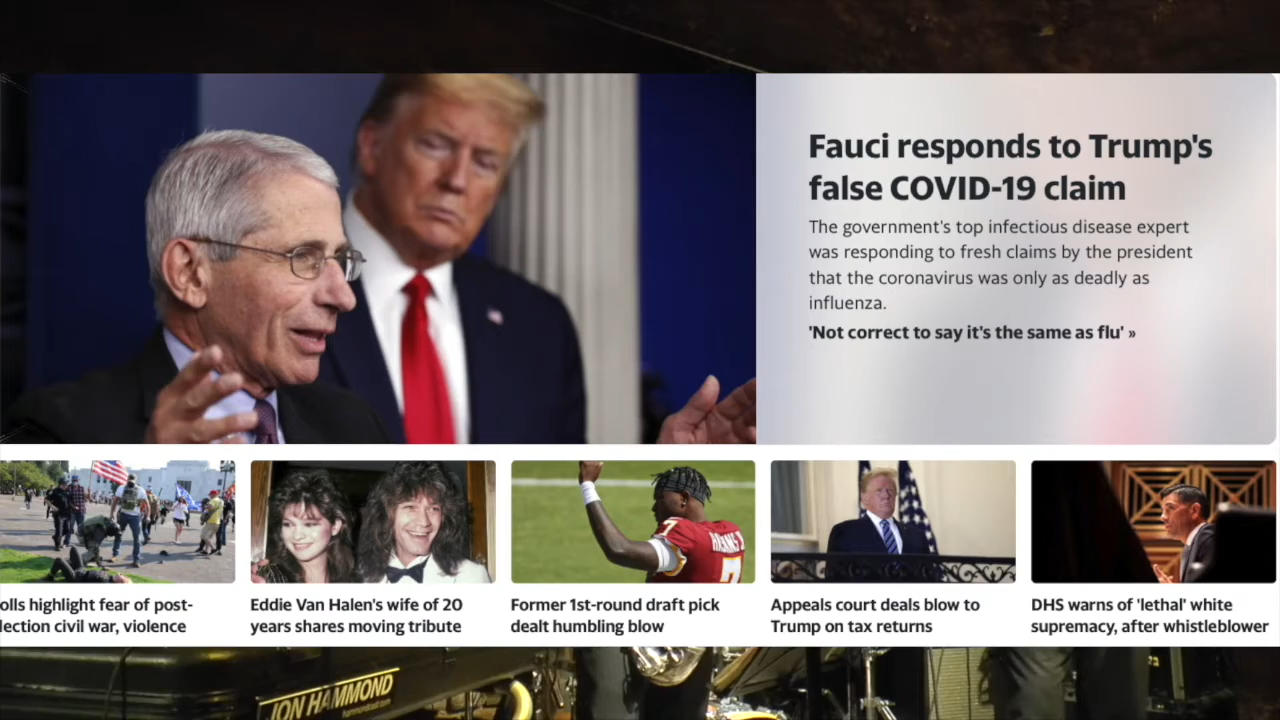 Fauci responds to Trump's
false COVID-19 claim
The government's top infectious disease expert
was responding to fresh claims by the president
that the coronavirus was only as deadly as
influenza.
'Not correct to say it's the same as flu' »
olls highlight fear of post-
lection civil war, violence
Eddie Van Halen's wife of 20
years shares moving tribute
Former 1st-round draft pick
dealt humbling blow
Appeals court deals blow to
Trump on tax returns
DHS warns of 'lethal' white
supremacy, after whistleblower
7
JON HAMMOND
hammondcast.com